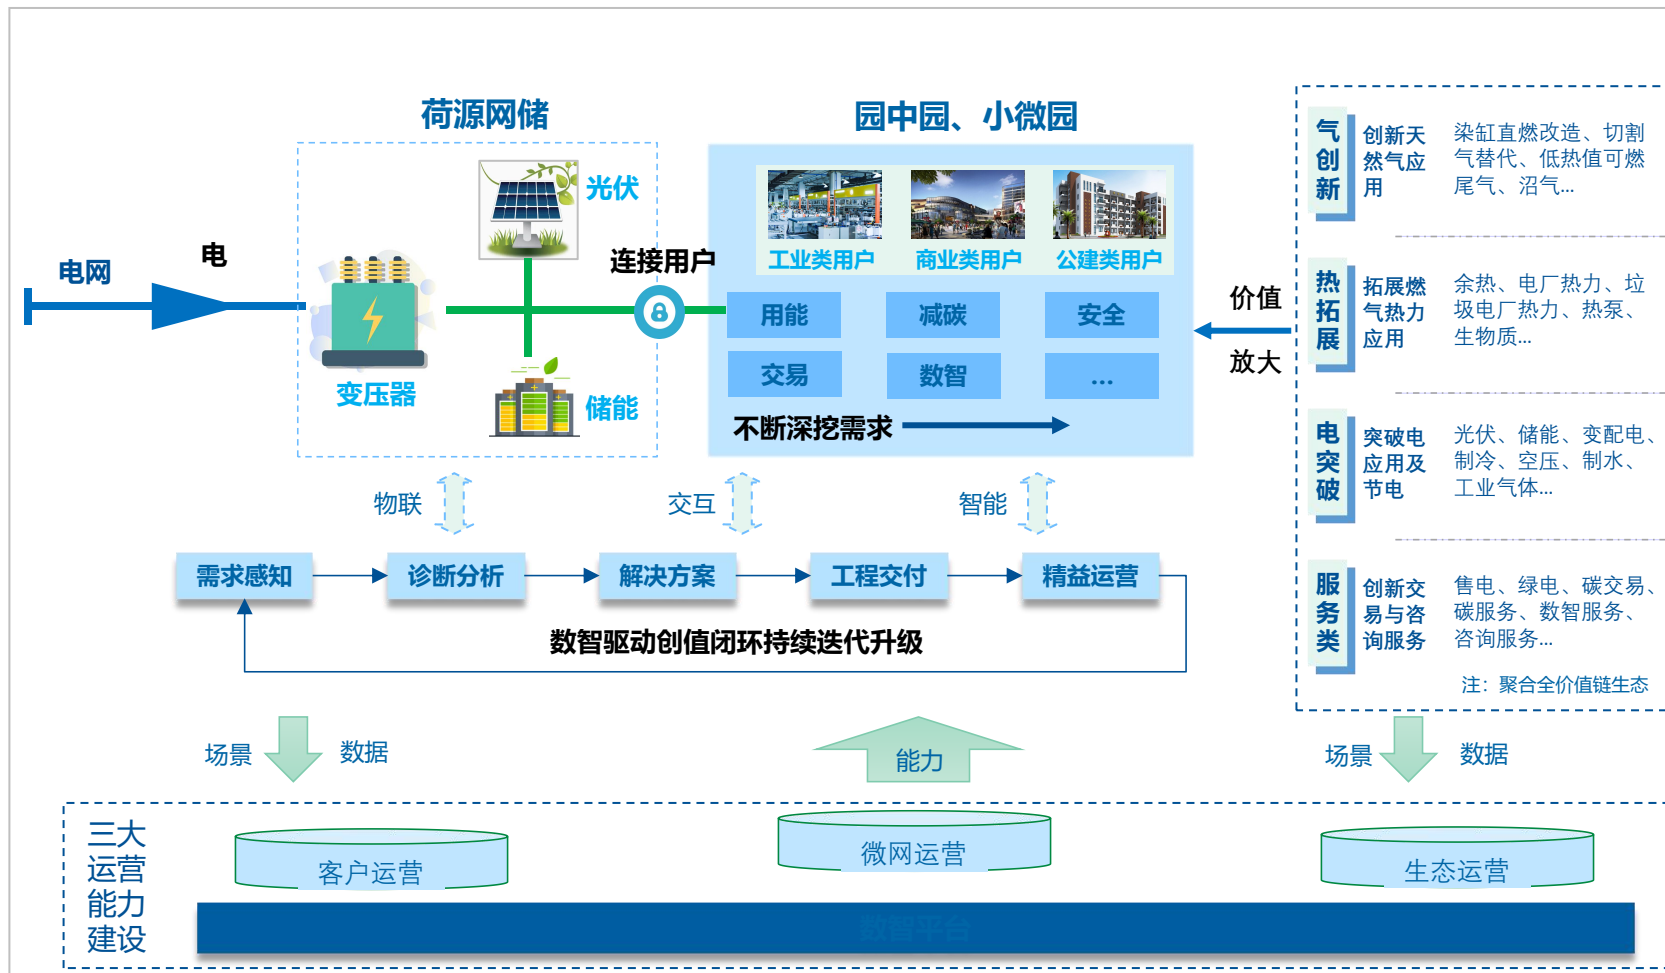 荷源网储
园中园、小微园
电网
电
光伏
变压器
储能
连接用户
工业类用户
商业类用户
公建类用户
用能
减碳
安全
交易
数智
...
不断深挖需求
价值
放大
气创新
创新天
然气应
用
染缸直燃改造、切割
气替代、低热值可燃
尾气、沼气...
热拓展
拓展燃
气热力
应用
余热、电厂热力、垃
圾电厂热力、热泵、
生物质...
电突破
突破电
应用及
节电
光伏、储能、变配电、
制冷、空压、制水、
工业气体...
服务类
创新交
易与咨
询服务
售电、绿电、碳交易、
碳服务、数智服务、
咨询服务...
注：聚合全价值链生态
物联
交互
智能
需求感知
诊断分析
解决方案
工程交付
精益运营
数智驱动创值闭环持续迭代升级
场景
数据
能力
场景
数据
三大
运营
能力
建设
客户运营
微网运营
生态运营
数智平台